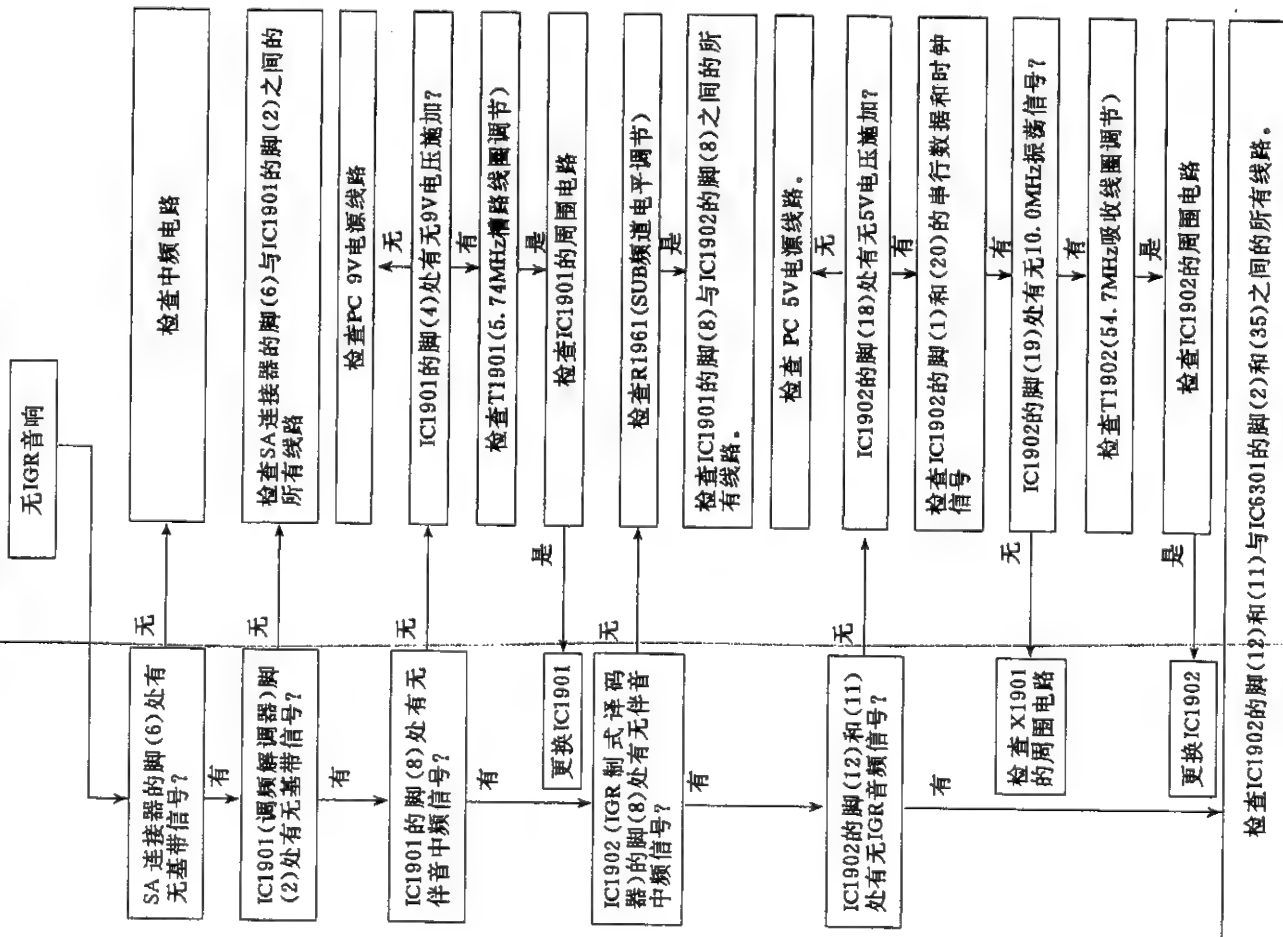 无IGR音响
SA连接器的脚(6)处有
无基带信号?
无
检查中频电路
有
IC1901(调频解调器)脚
(2)处有无基带信号?
无
检查SA连接器的脚(6)与IC1901的脚(2)之间的
所有线路
有
检查PC 9V电源线路
无
IC1901的脚(8)处有无
伴音中频信号?
无
IC1901的脚(4)处有无9V电压施加?
有
检查T1901(5.74MHz槽路线圈调节)
是
检查IC1901的周围电路
是
更换IC1901
有
IC1902(IGR制式译码
器)的脚(8)处有无伴音
中频信号?
无
检查R1961(SUB频道电平调节)
是
检查IC1901的脚(8)与IC1902的脚(8)之间的所
有线路。
有
检查 PC 5V电源线路。
无
IC1902的脚(12)和(11)
处有无IGR音频信号?
无
IC1902的脚(18)处有无5V电压施加?
有
检查IC1902的脚(1)和(20)的串行数据和时钟
信号
有
IC1902的脚(19)处有无10.0MHz振荡信号?
无
检查X1901
的周围电路
有
检查T1902(54.7MHz吸收线圈调节)
是
检查IC1902的周围电路
是
更换IC1902
有
检查IC1902的脚(12)和(11)与IC6301的脚(2)和(35)之间的所有线路。